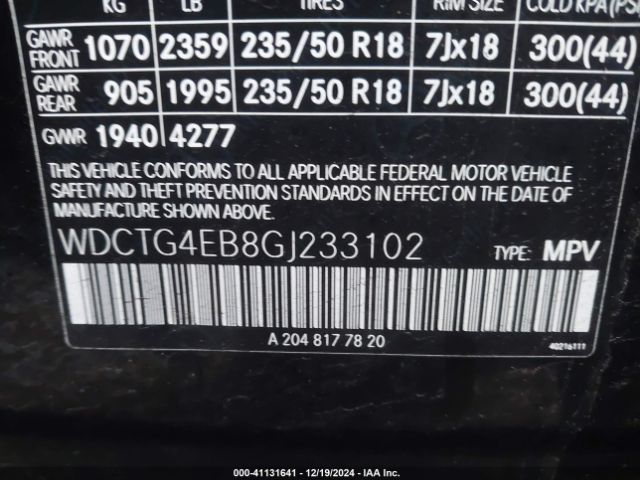 KG LB TIRES RIM SIZE COLD KPA(PSI
GAWR FRONT 1070 2359 235/50 R18 7Jx18 300(44)
GAWR REAR 905 1995 235/50 R18 7Jx18 300(44)
GVWR 1940 4277
THIS VEHICLE CONFORMS TO ALL APPLICABLE FEDERAL MOTOR VEHICLE
SAFETY AND THEFT PREVENTION STANDARDS IN EFFECT ON THE DATE OF
MANUFACTURE SHOWN ABOVE.
WDCTG4EB8GJ233102 TYPE: MPV
A 204 817 78 20
40216111
000-41131641 - 12/19/2024 - IAA Inc.